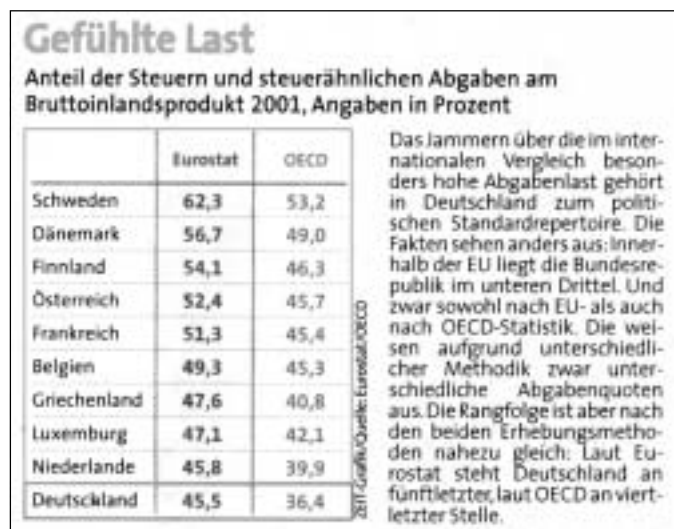 Gefühlte Last
Anteil der Steuern und steuerähnlichen Abgaben am
Bruttoinlandsprodukt 2001, Angaben in Prozent
Eurostat OECD
Schweden 62,3 53,2
Dänemark 56,7 49,0
Finnland 54,1 46,3
Österreich 52,4 45,7
Frankreich 51,3 45,4
Belgien 49,3 45,3
Griechenland 47,6 40,8
Luxemburg 47,1 42,1
Niederlande 45,8 39,9
Deutschland 45,5 36,4
ZEIT-Grafik/Quelle: Eurostat/OECD
Das Jammern über die im inter-
nationalen Vergleich beson-
ders hohe Abgabenlast gehört
in Deutschland zum politi-
schen Standardrepertoire. Die
Fakten sehen anders aus: Inner-
halb der EU liegt die Bundesre-
publik im unteren Drittel. Und
zwar sowohl nach EU- als auch
nach OECD-Statistik. Die wei-
sen aufgrund unterschiedli-
cher Methodik zwar unter-
schiedliche Abgabenquoten
aus. Die Rangfolge ist aber nach
den beiden Erhebungsmetho-
den nahezu gleich: Laut Eu-
rostat steht Deutschland an
fünftletzter, laut OECD an viert-
letzter Stelle.